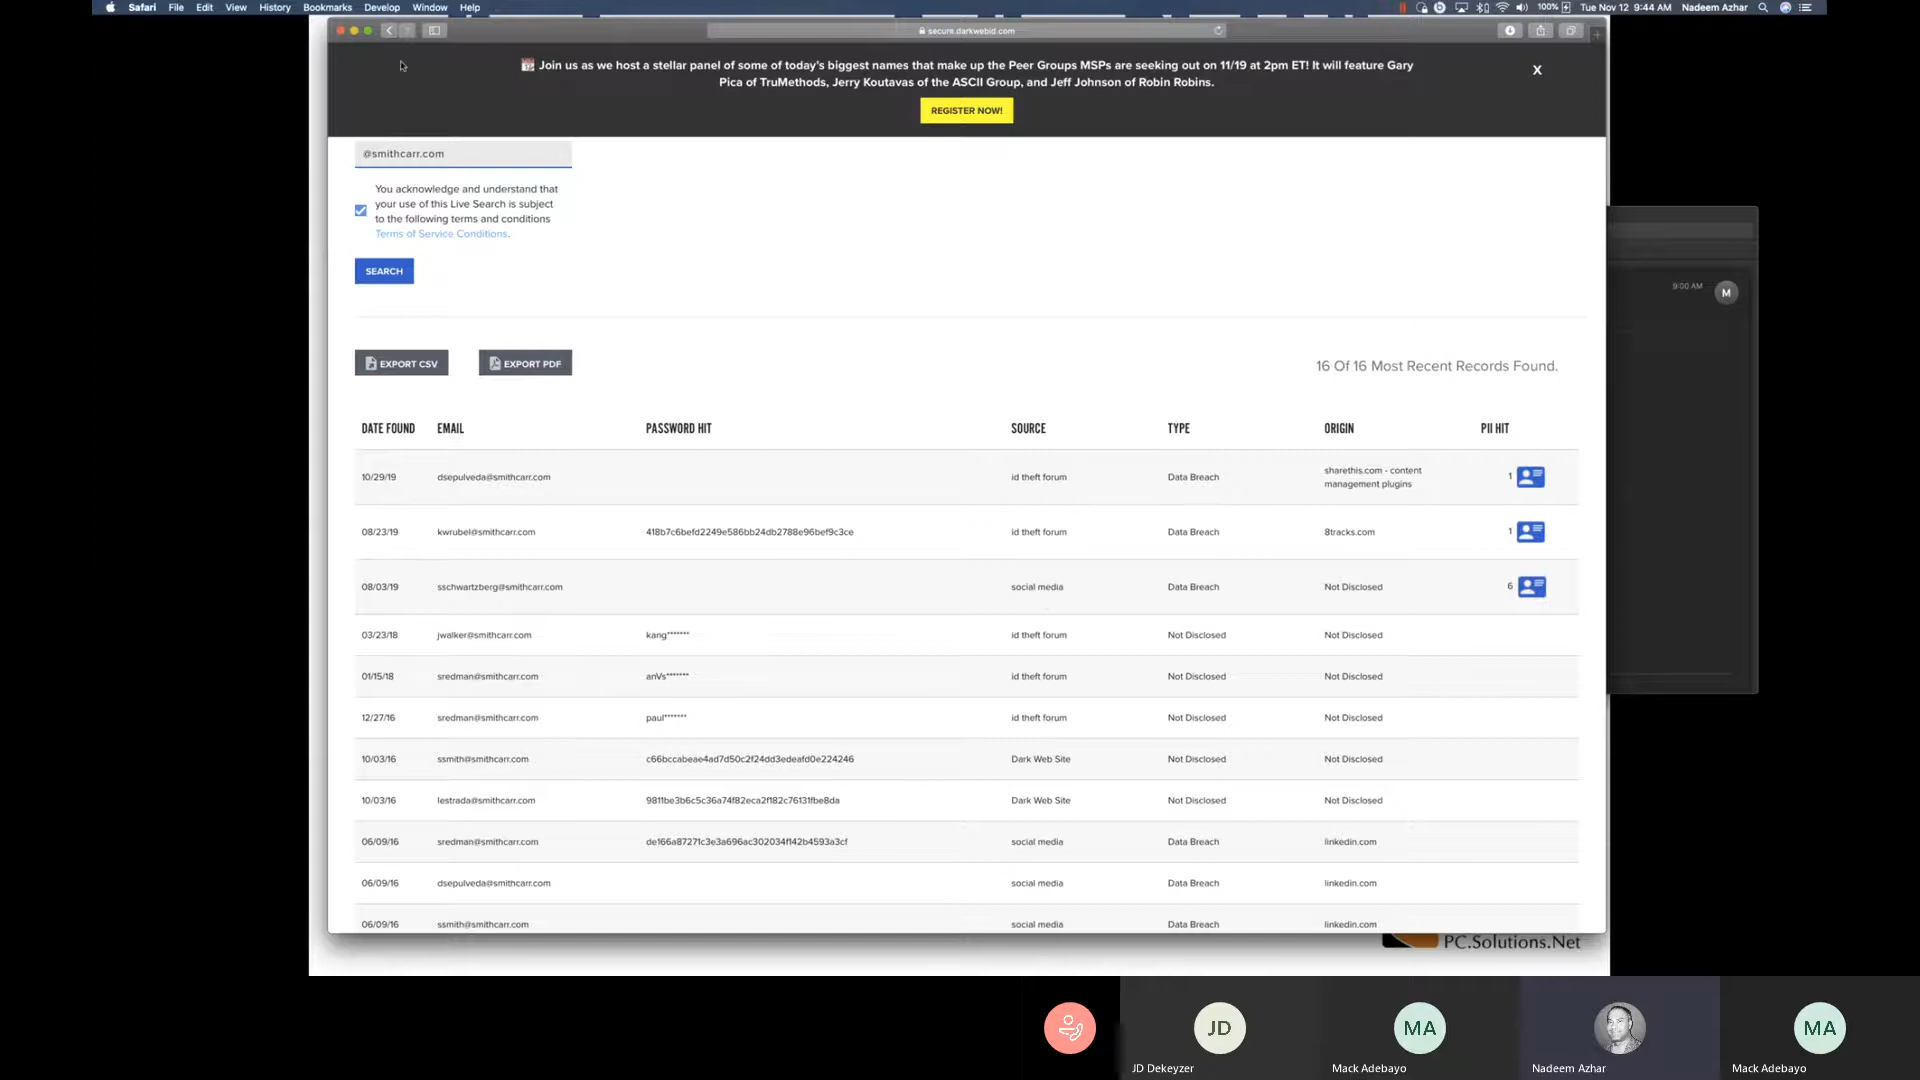 Safari File Edit View History Bookmarks Develop Window Help
100% Tue Nov 12 9:44 AM Nadeem Azhar
secure.darkwebid.com
Join us as we host a stellar panel of some of today's biggest names that make up the Peer Groups MSPs are seeking out on 11/19 at 2pm ET! It will feature Gary
Pica of TruMethods, Jerry Koutavas of the ASCII Group, and Jeff Johnson of Robin Robins.
X
REGISTER NOW!
@smithcarr.com
You acknowledge and understand that
your use of this Live Search is subject
to the following terms and conditions
Terms of Service Conditions.
SEARCH
9:00 AM M
EXPORT CSV EXPORT PDF
16 Of 16 Most Recent Records Found.
DATE FOUND EMAIL PASSWORD HIT SOURCE TYPE ORIGIN PII HIT
10/29/19 dsepulveda@smithcarr.com id theft forum Data Breach sharethis.com - content
management plugins 1
08/23/19 kwrubel@smithcarr.com 418b7c6befd2249e586bb24db2788e96bef9c3ce id theft forum Data Breach 8tracks.com 1
08/03/19 sschwartzberg@smithcarr.com social media Data Breach Not Disclosed 6
03/23/18 jwalker@smithcarr.com kang******* id theft forum Not Disclosed Not Disclosed
01/15/18 sredman@smithcarr.com anVs******* id theft forum Not Disclosed Not Disclosed
12/27/16 sredman@smithcarr.com paul******* id theft forum Not Disclosed Not Disclosed
10/03/16 ssmith@smithcarr.com c66bccabeae4ad7d50c2f24dd3edeafd0e224246 Dark Web Site Not Disclosed Not Disclosed
10/03/16 lestrada@smithcarr.com 9811be3b6c5c36a74f82eca2f182c76131fbe8da Dark Web Site Not Disclosed Not Disclosed
06/09/16 sredman@smithcarr.com de166a87271c3e3a696ac302034f142b4593a3cf social media Data Breach linkedin.com
06/09/16 dsepulveda@smithcarr.com social media Data Breach linkedin.com
06/09/16 ssmith@smithcarr.com social media Data Breach linkedin.com
PC.Solutions.Net
JD MA MA
JD Dekeyzer Mack Adebayo Nadeem Azhar Mack Adebayo